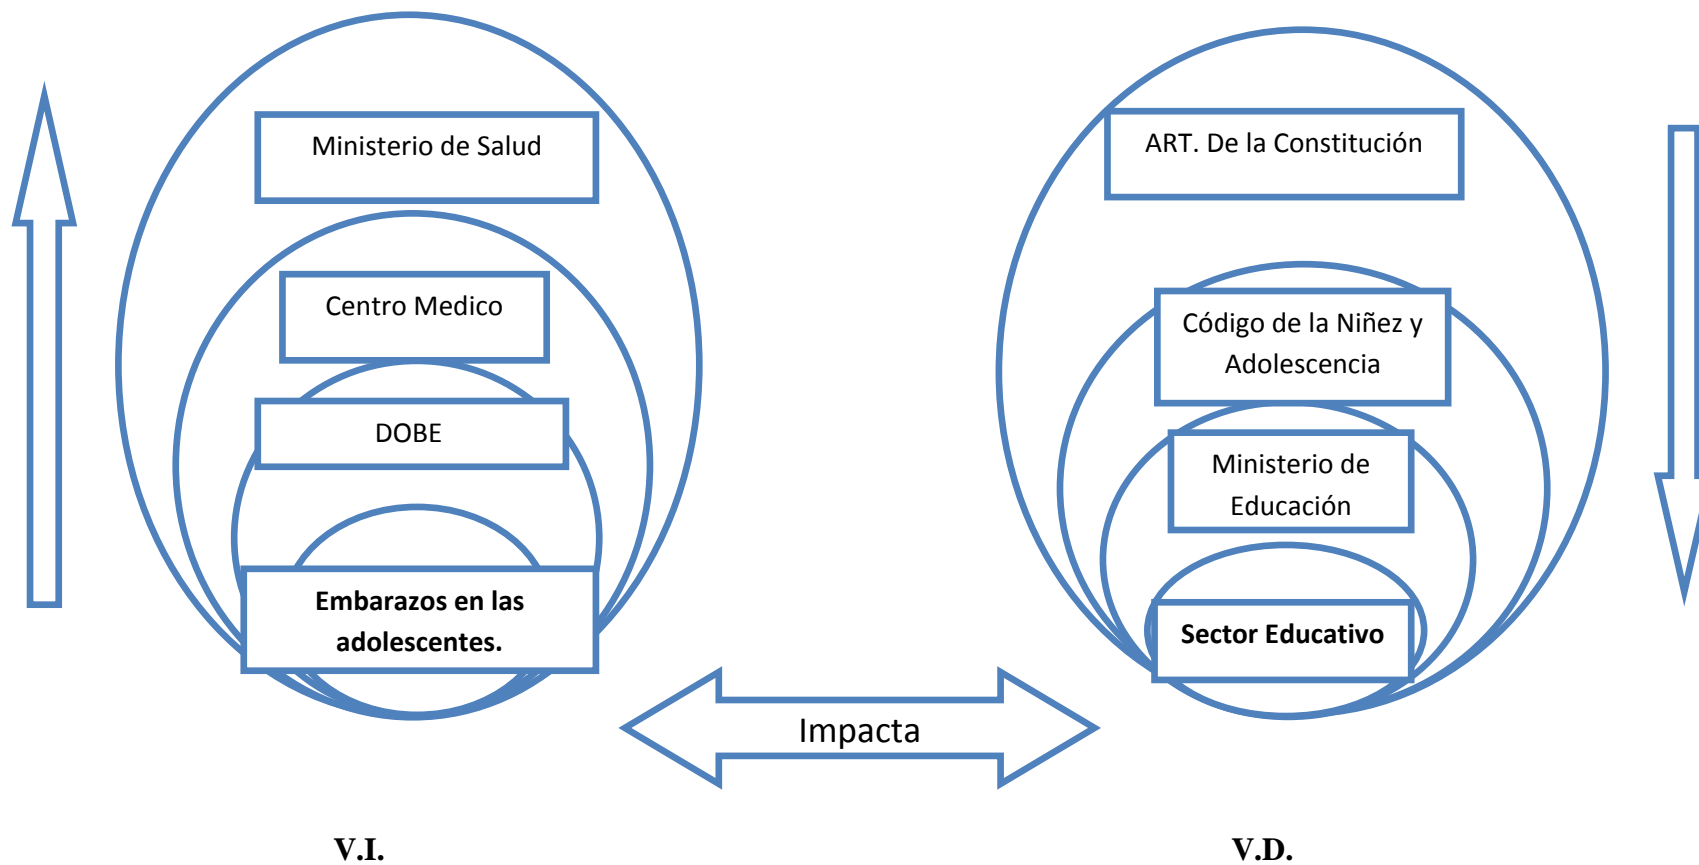 Ministerio de Salud
Centro Medico
DOBE
Embarazos en las
adolescentes.
ART. De la Constitución
Código de la Niñez y
Adolescencia
Ministerio de
Educación
Sector Educativo
Impacta
V.I.
V.D.